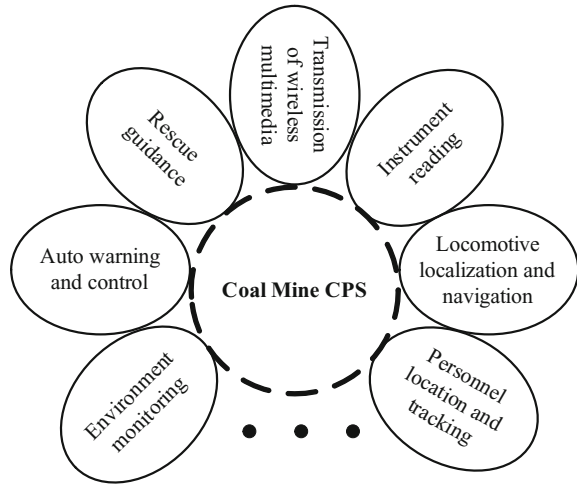 Transmission
of wireless
multimedia
Rescue
guidance
Instrument
reading
Auto warning
and control
Coal Mine CPS
Locomotive
localization and
navigation
Environment
monitoring
Personnel
location and
tracking